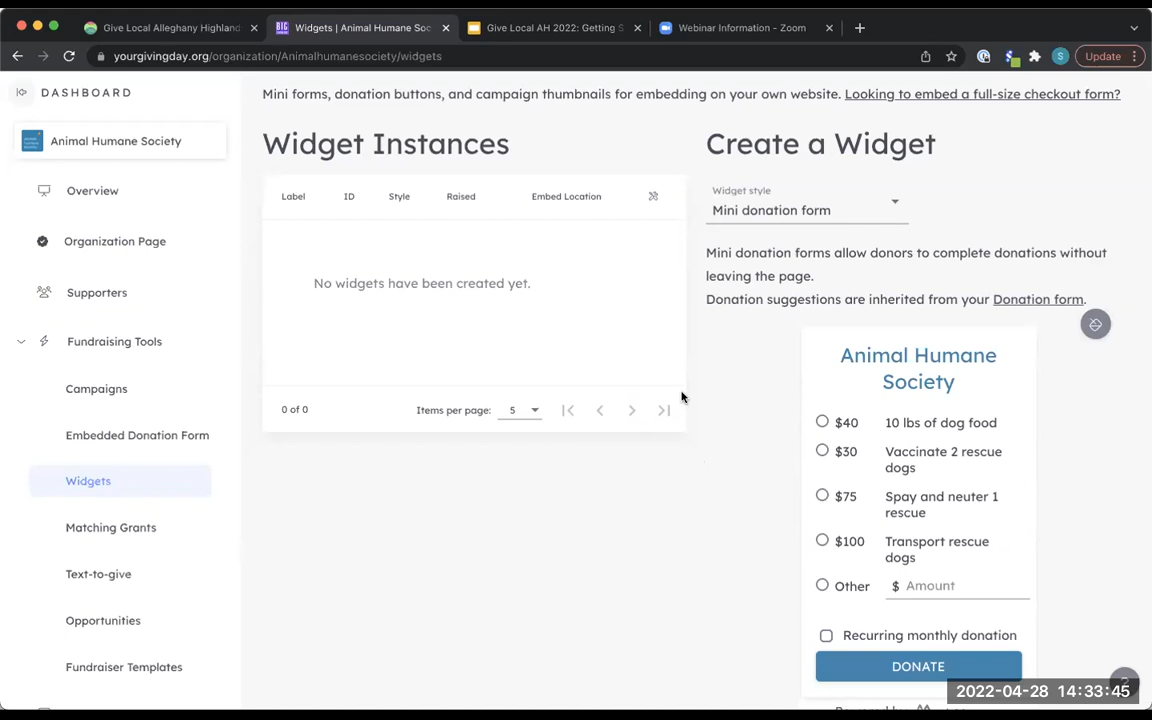 Give Local Alleghany Highland
Widgets | Animal Humane Soc
Give Local AH 2022: Getting S
Webinar Information - Zoom
yourgivingday.org/organization/Animalhumanesociety/widgets
S
Update
DASHBOARD
Animal Humane Society
Overview
Organization Page
Supporters
Fundraising Tools
Campaigns
Embedded Donation Form
Widgets
Matching Grants
Text-to-give
Opportunities
Fundraiser Templates
Mini forms, donation buttons, and campaign thumbnails for embedding on your own website. Looking to embed a full-size checkout form?
Widget Instances
Label ID Style Raised Embed Location
No widgets have been created yet.
0 of 0 Items per page: 5
Create a Widget
Widget style
Mini donation form
Mini donation forms allow donors to complete donations without
leaving the page.
Donation suggestions are inherited from your Donation form.
Animal Humane
Society
$40 10 lbs of dog food
$30 Vaccinate 2 rescue
dogs
$75 Spay and neuter 1
rescue
$100 Transport rescue
dogs
Other $ Amount
Recurring monthly donation
DONATE
2022-04-28 14:33:45